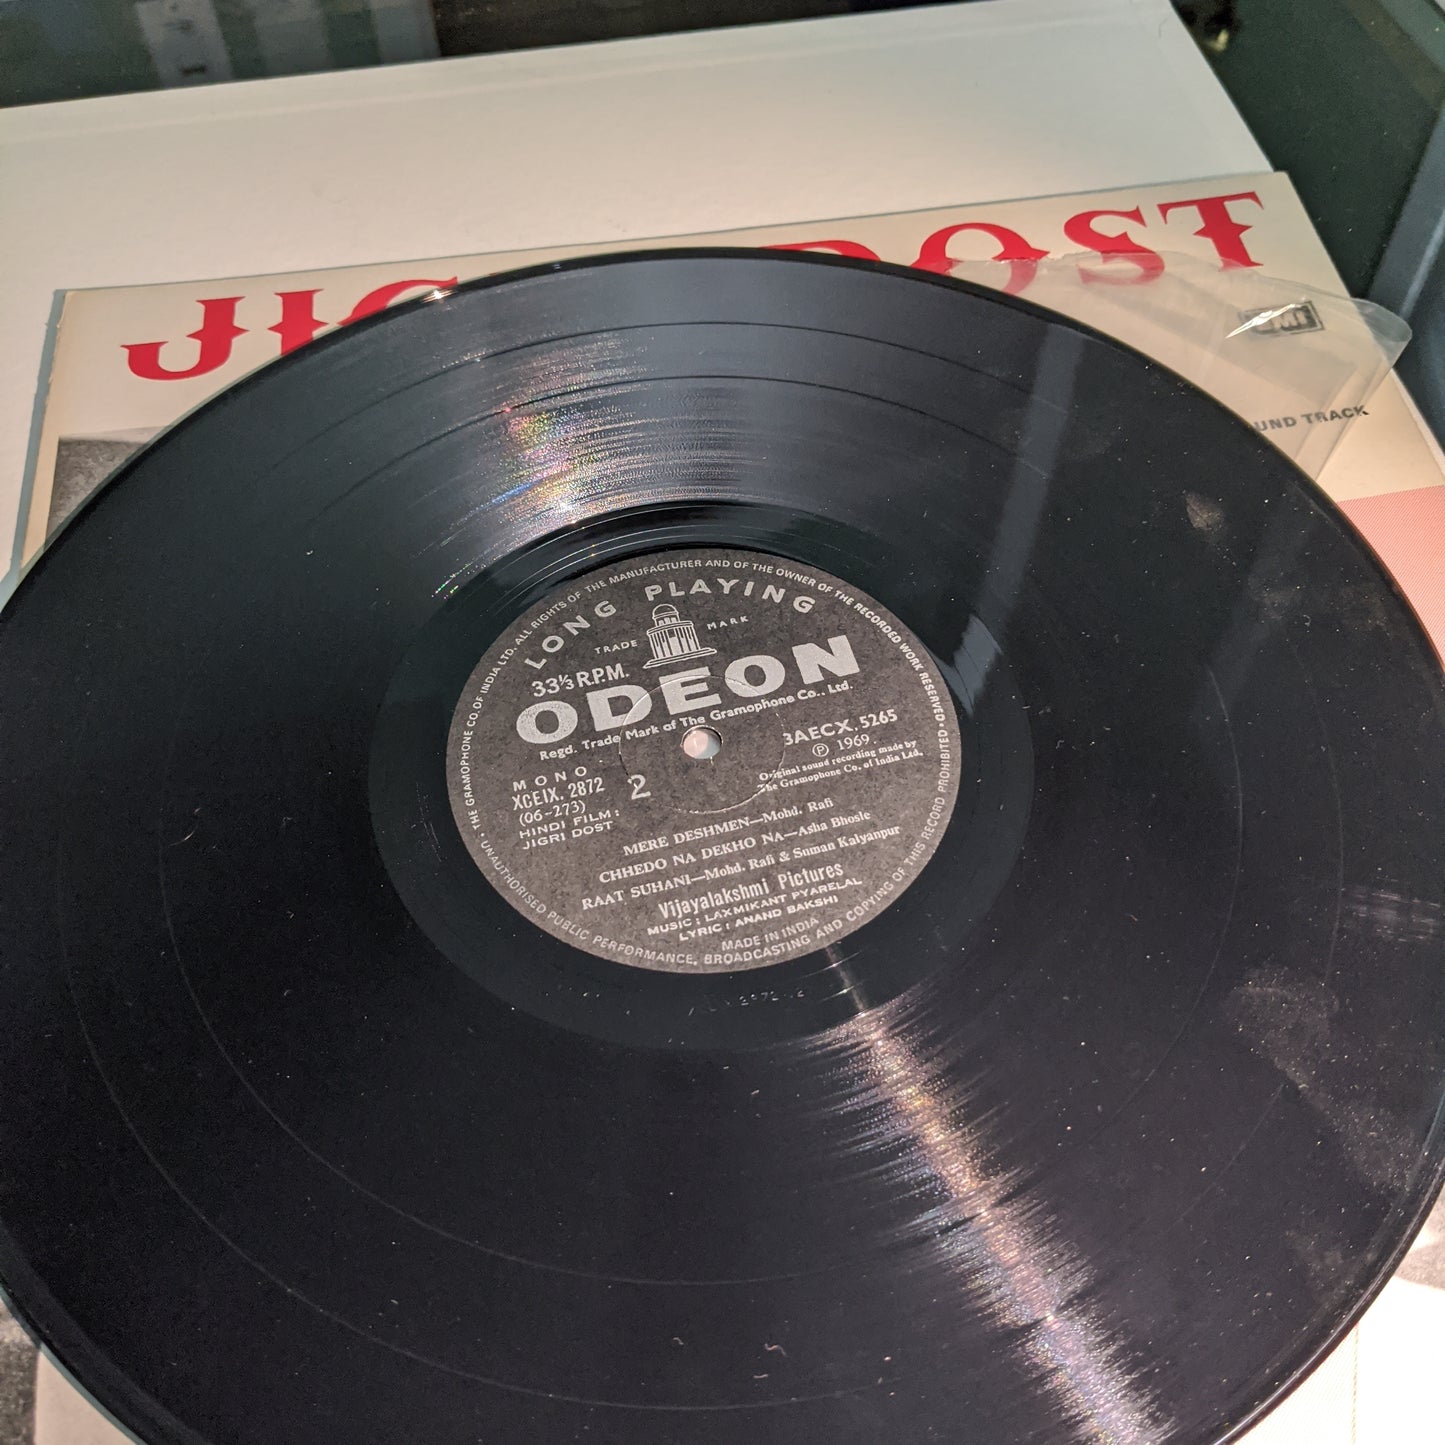 JIG DOST
EMI
UND TRACK
THE GRAMOPHONE CO. OF INDIA LTD. ALL RIGHTS OF THE MANUFACTURER AND OF THE OWNER OF THE RECORDED WORK RESERVED • UNAUTHORISED PUBLIC PERFORMANCE, BROADCASTING AND COPYING OF THIS RECORD PROHIBITED •
LONG PLAYING
TRADE MARK
33⅓ R.P.M.
ODEON
Regd. Trade Mark of The Gramophone Co., Ltd.
3AECX. 5265
Ⓟ 1969
Original sound recording made by
The Gramophone Co. of India Ltd.
MONO
XCEIX. 2872
(06-273)
2
HINDI FILM:
JIGRI DOST
MERE DESHMEN—Mohd. Rafi
CHHEDO NA DEKHO NA—Asha Bhosle
RAAT SUHANI—Mohd. Rafi & Suman Kalyanpur
Vijayalakshmi Pictures
MUSIC: LAXMIKANT PYARELAL
LYRIC: ANAND BAKSHI
MADE IN INDIA